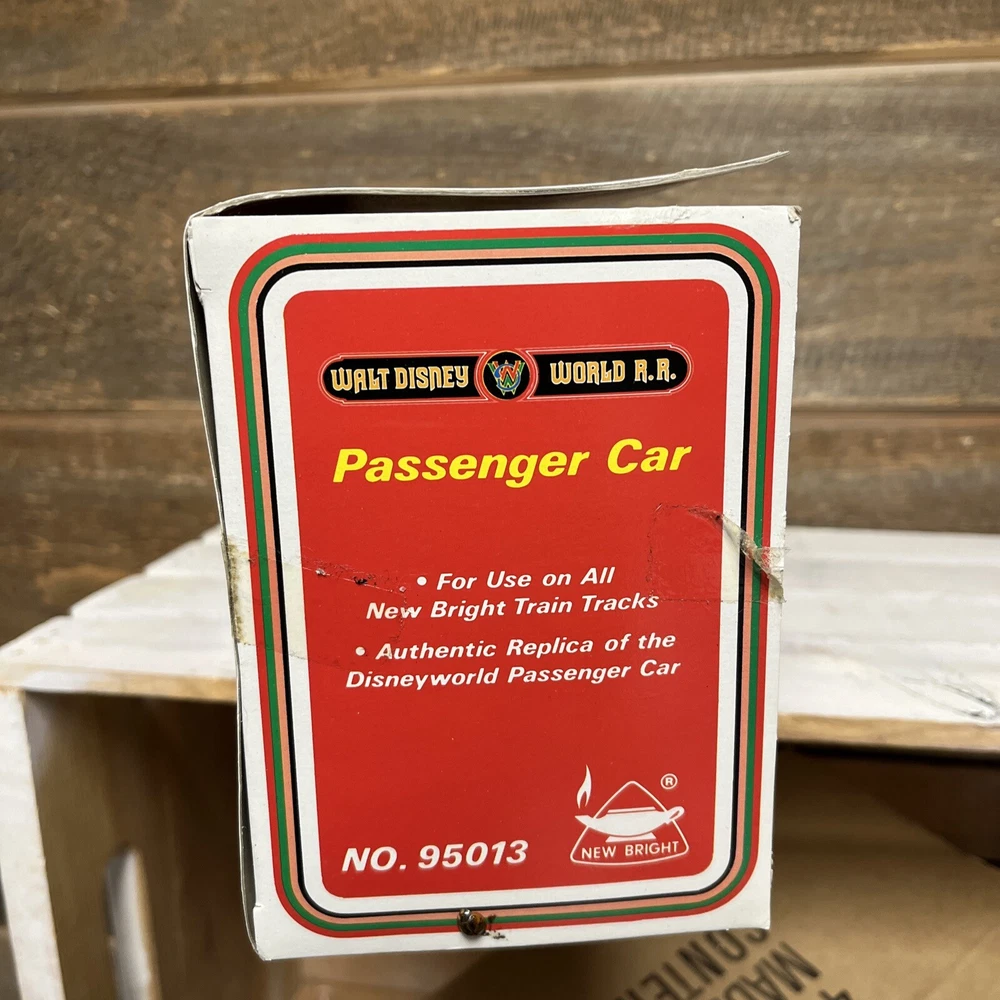 WALT DISNEY W WORLD R.R.
Passenger Car
• For Use on All
New Bright Train Tracks
• Authentic Replica of the
Disneyworld Passenger Car
®
NEW BRIGHT
NO. 95013